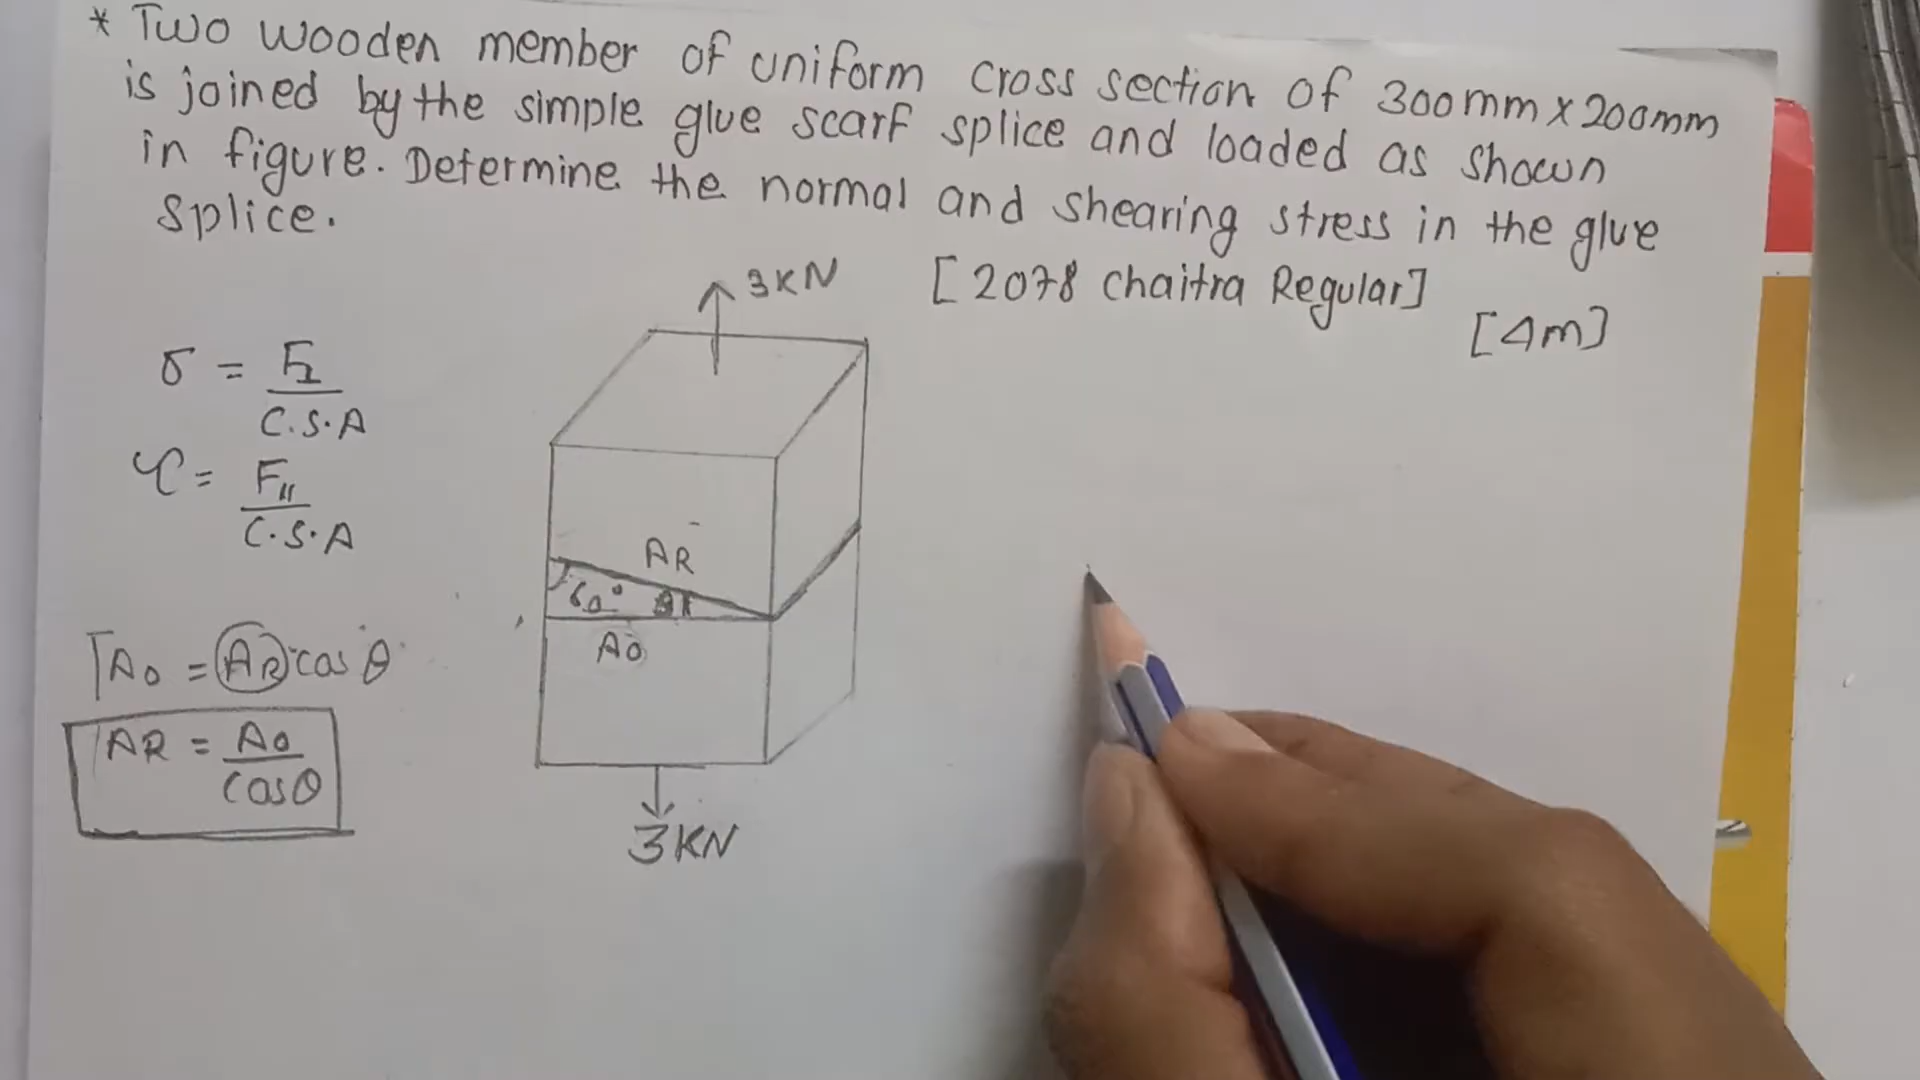 * Two wooden member of uniform cross section of 300mm x 200mm
is joined by the simple glue scarf splice and loaded as shown
in figure. Determine the normal and shearing stress in the glue
splice.
[2078 chaitra Regular]
[4m]
3KN
σ = F⊥/C.S.A
τ = F||/C.S.A
AR
60° θ
A0
A0 = AR cos θ
AR = A0/cosθ
3KN